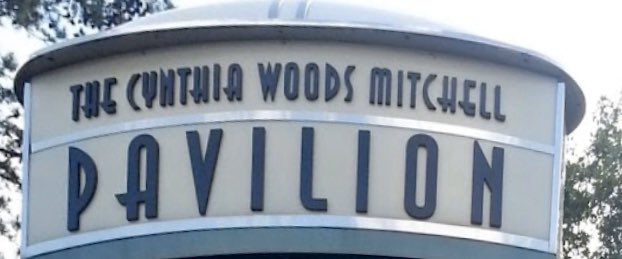 THE CYNTHIA WOODS MITCHELL
PAVILION